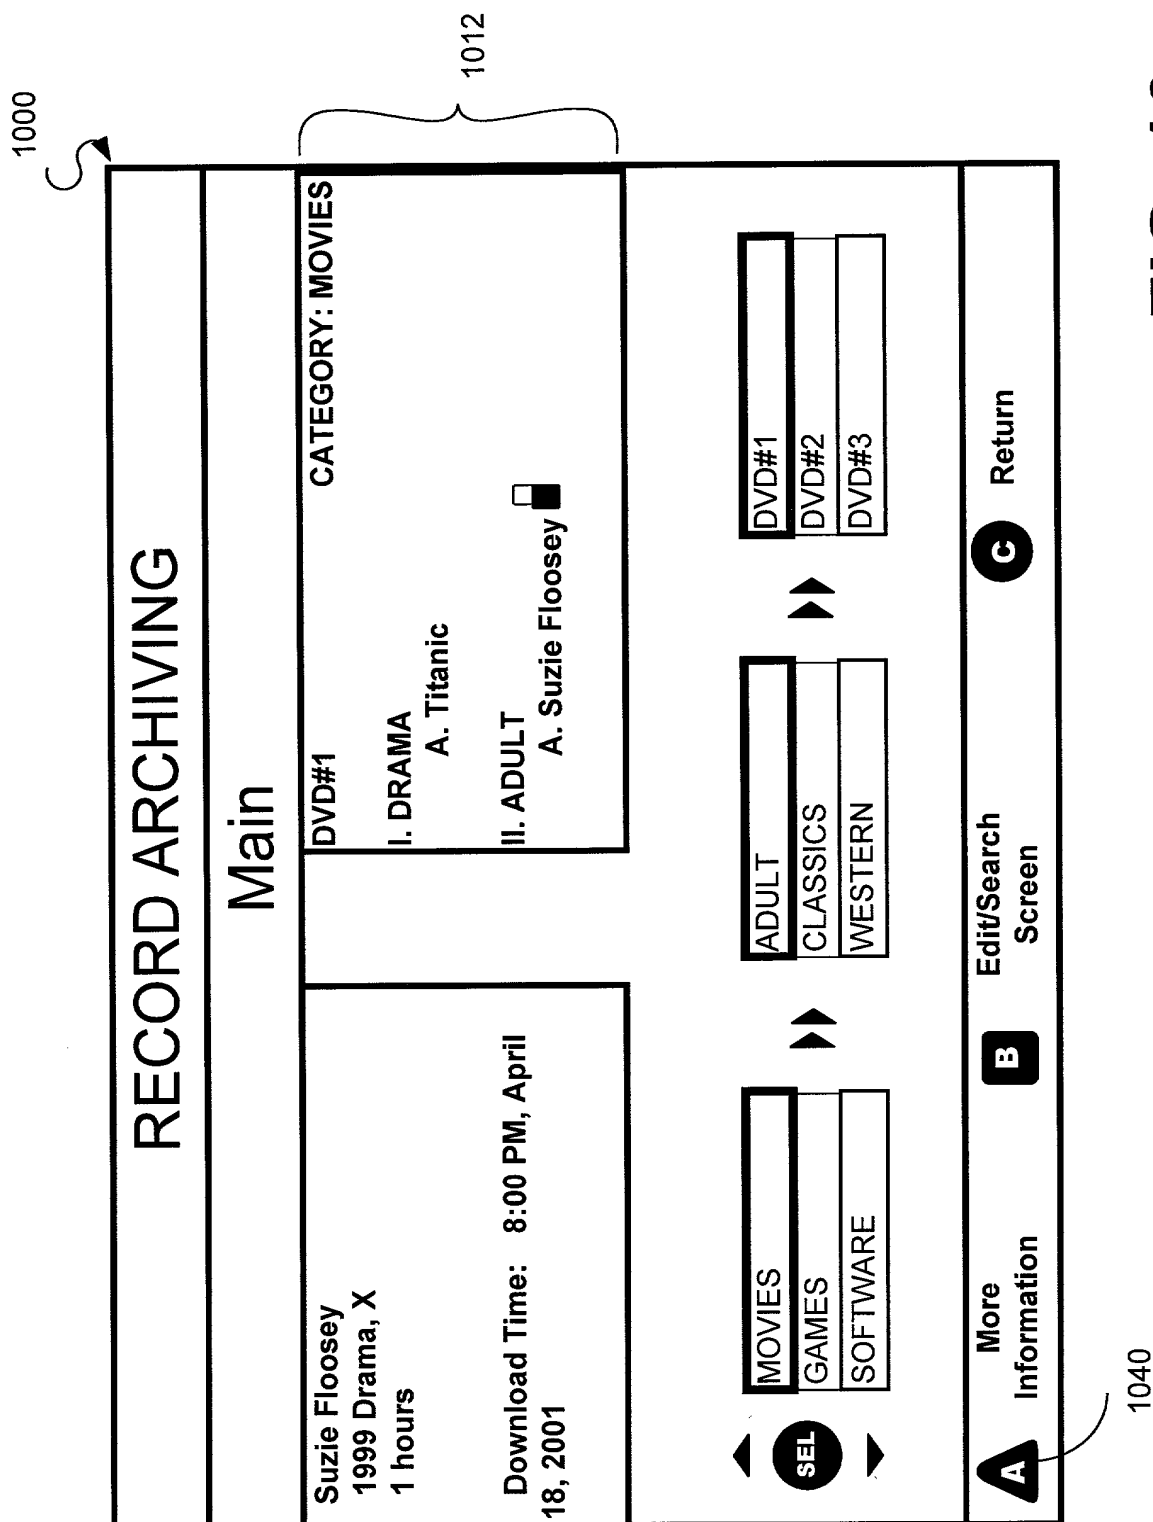 1000
RECORD ARCHIVING
Main
Suzie Floosey
1999 Drama, X
1 hours
Download Time: 8:00 PM, April
18, 2001
DVD#1 CATEGORY: MOVIES
I. DRAMA
A. Titanic
II. ADULT
A. Suzie Floosey
1012
SEL
MOVIES
GAMES
SOFTWARE
ADULT
CLASSICS
WESTERN
DVD#1
DVD#2
DVD#3
A More
Information
B Edit/Search
Screen
C Return
1040